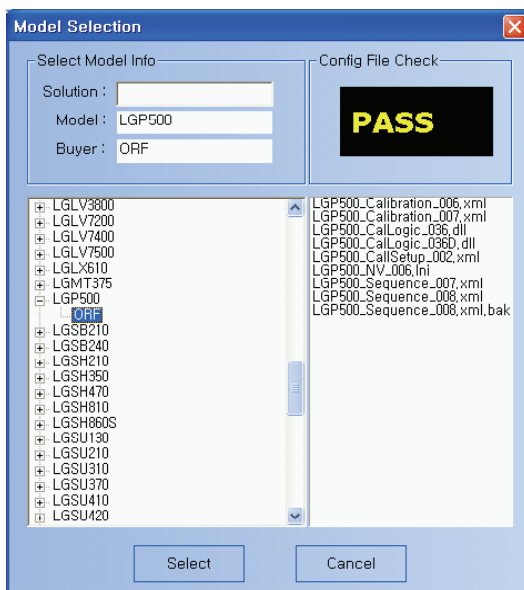 Model Selection
Select Model Info
Solution :
Model : LGP500
Buyer : ORF
Config File Check
PASS
LGLV3800
LGLV7200
LGLV7400
LGLV7500
LGLX610
LGMT375
LGP500
ORF
LGSB210
LGSB240
LGSH210
LGSH350
LGSH470
LGSH810
LGSH860S
LGSU130
LGSU210
LGSU310
LGSU370
LGSU410
LGSU420
LGP500_Calibration_006,xml
LGP500_Calibration_007,xml
LGP500_CalLogic_036,dll
LGP500_CalLogic_036D,dll
LGP500_CallSetup_002,xml
LGP500_NV_006,Ini
LGP500_Sequence_007,xml
LGP500_Sequence_008,xml
LGP500_Sequence_008,xml,bak
Select
Cancel